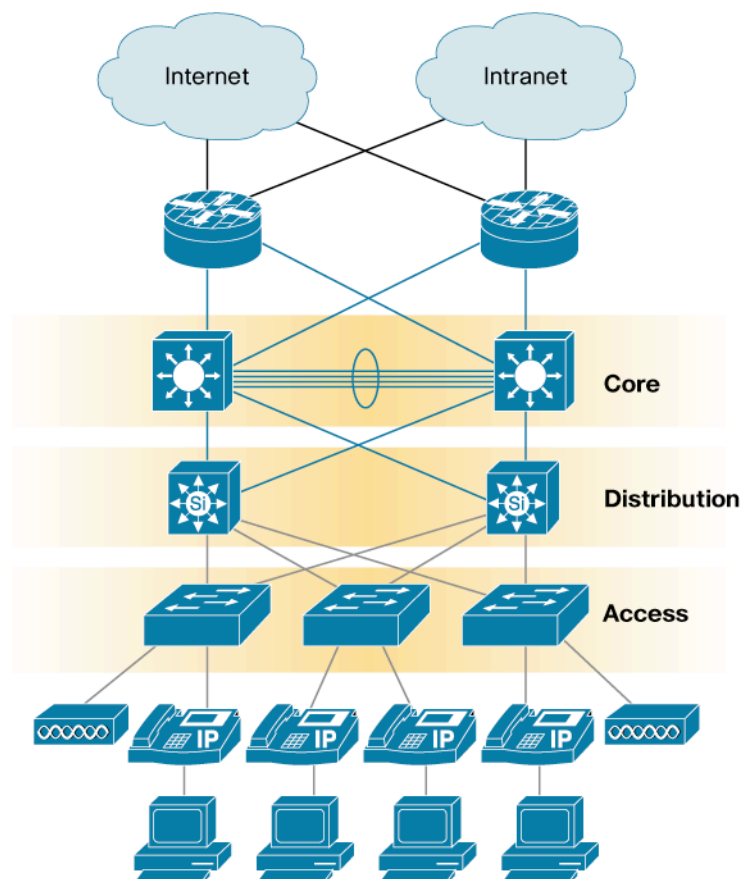 Internet
Intranet
Core
Si
Si
Distribution
Access
IP
IP
IP
IP